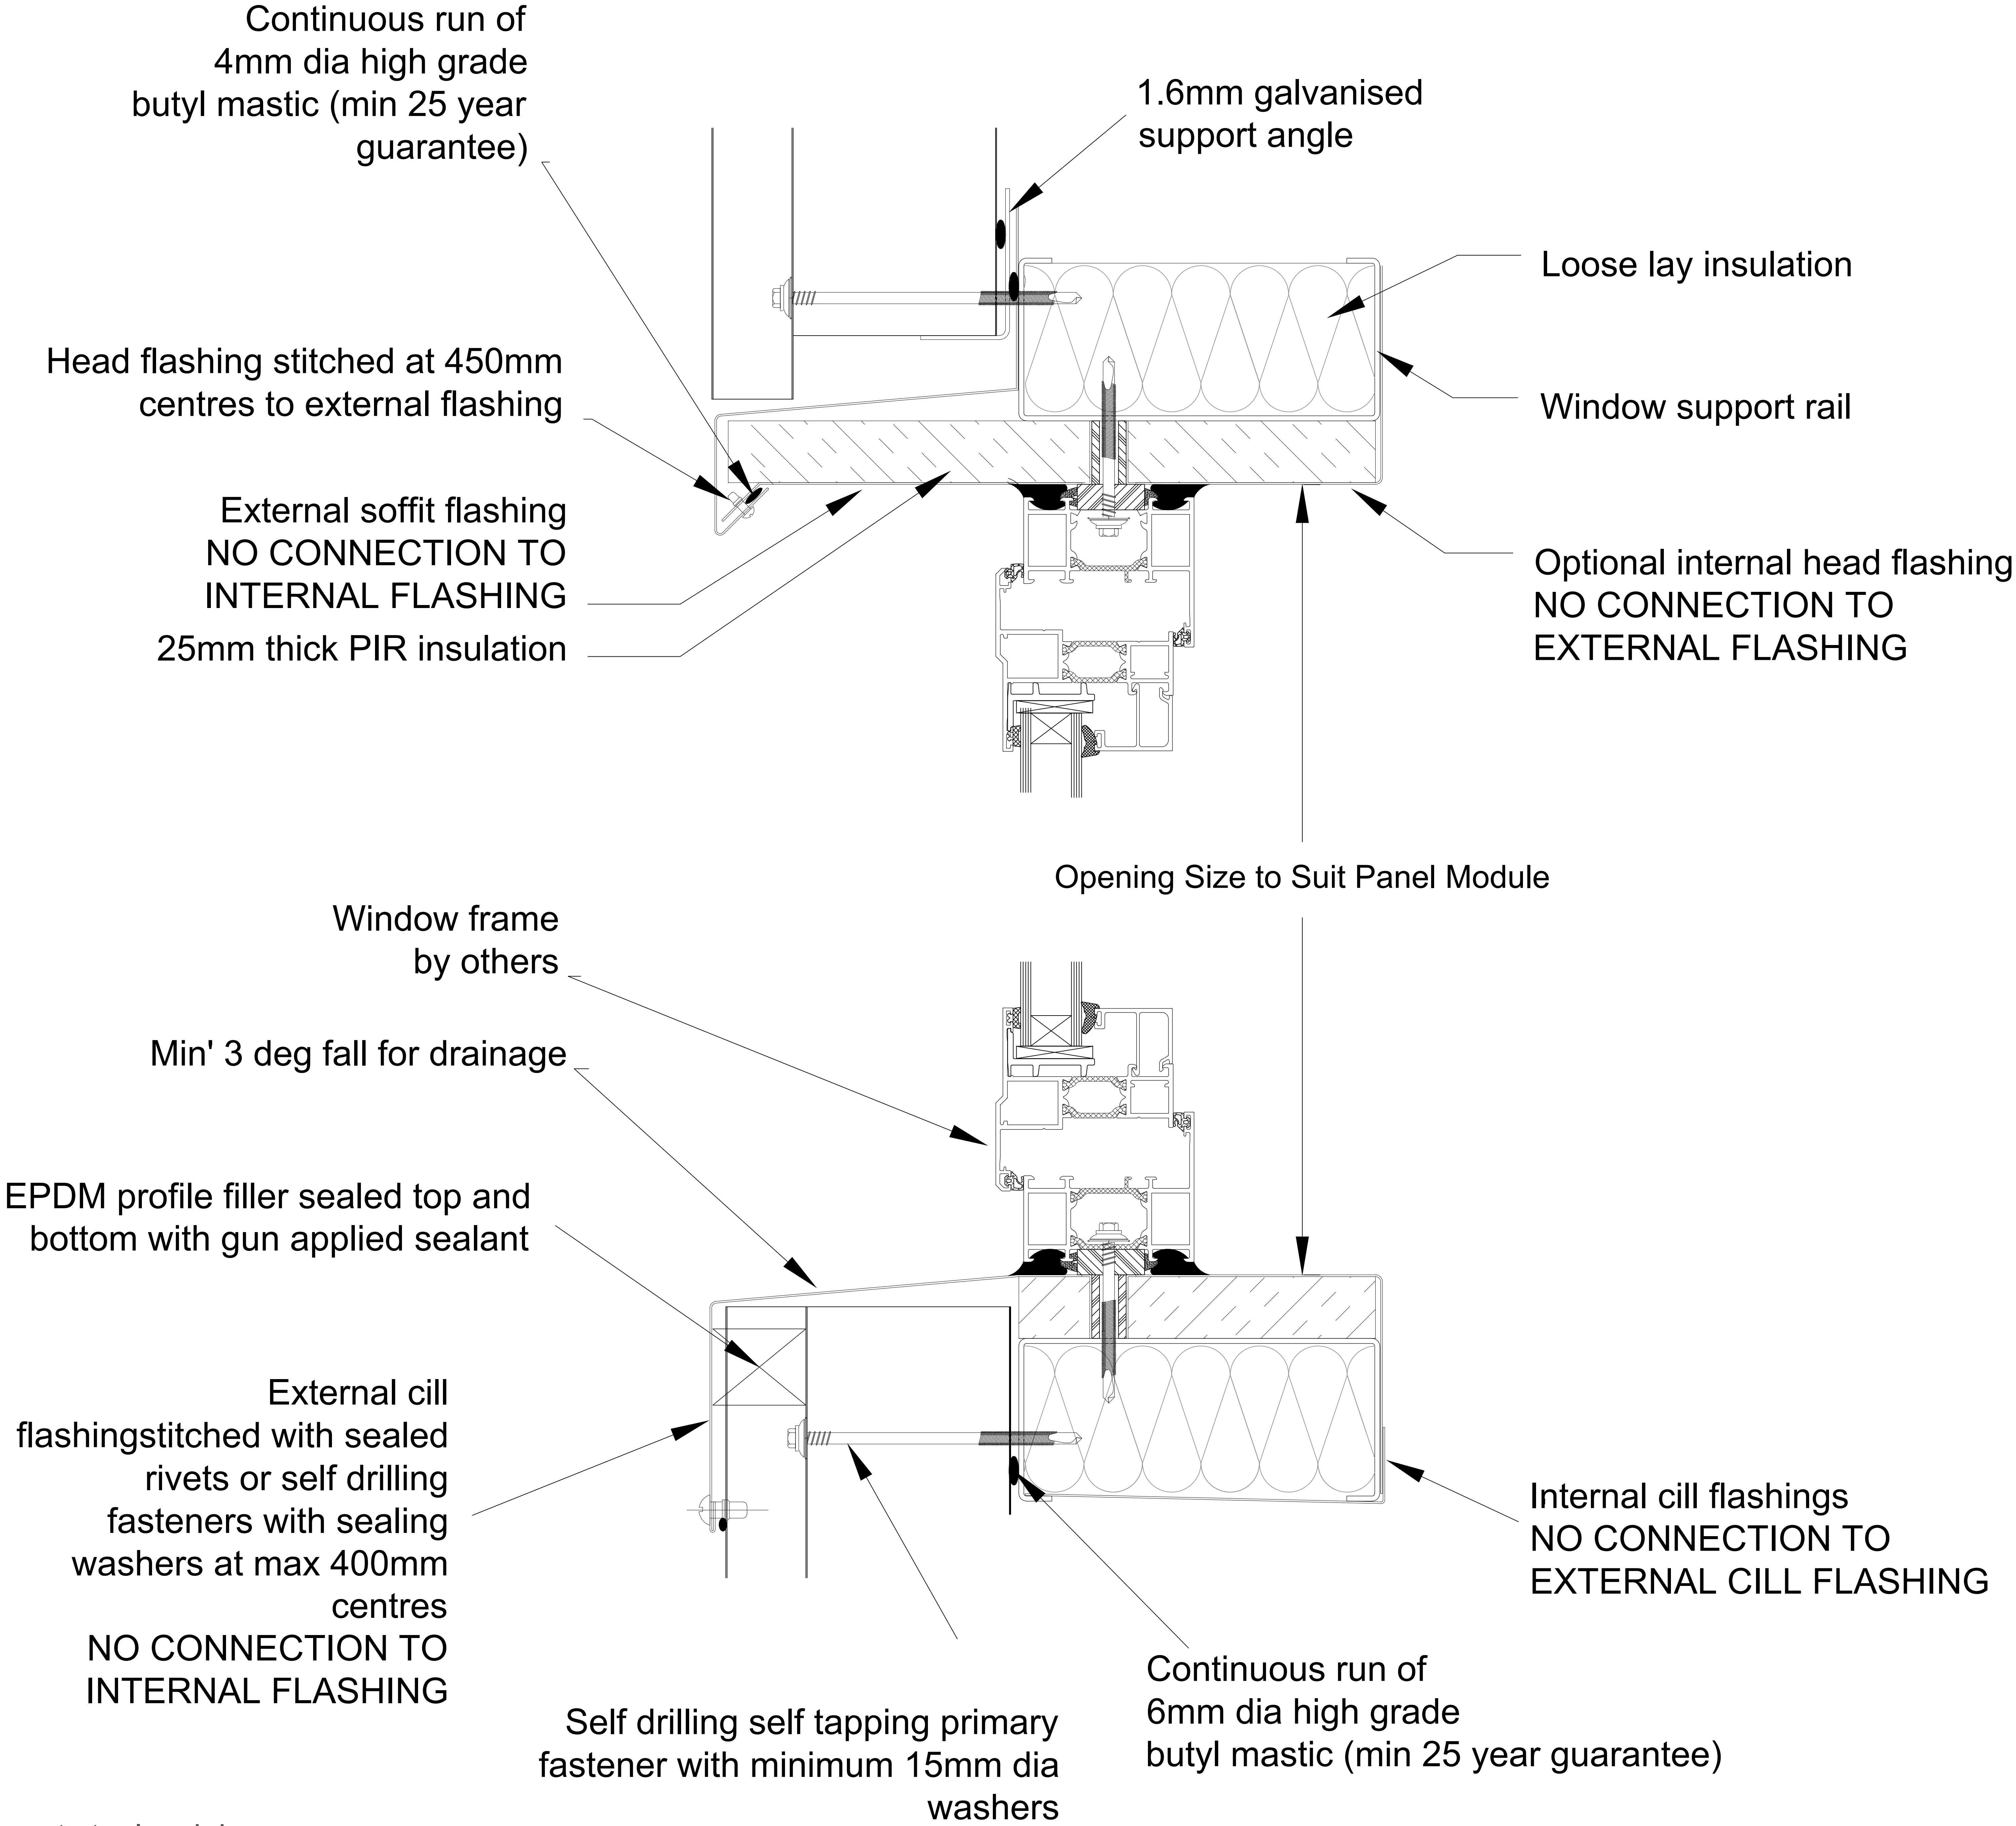 Continuous run of
4mm dia high grade
butyl mastic (min 25 year
guarantee)
1.6mm galvanised
support angle
Loose lay insulation
Head flashing stitched at 450mm
centres to external flashing
Window support rail
External soffit flashing
NO CONNECTION TO
INTERNAL FLASHING
25mm thick PIR insulation
Optional internal head flashing
NO CONNECTION TO
EXTERNAL FLASHING
Opening Size to Suit Panel Module
Window frame
by others
Min' 3 deg fall for drainage
EPDM profile filler sealed top and
bottom with gun applied sealant
External cill
flashingstitched with sealed
rivets or self drilling
fasteners with sealing
washers at max 400mm
centres
NO CONNECTION TO
INTERNAL FLASHING
Internal cill flashings
NO CONNECTION TO
EXTERNAL CILL FLASHING
Self drilling self tapping primary
fastener with minimum 15mm dia
washers
Continuous run of
6mm dia high grade
butyl mastic (min 25 year guarantee)